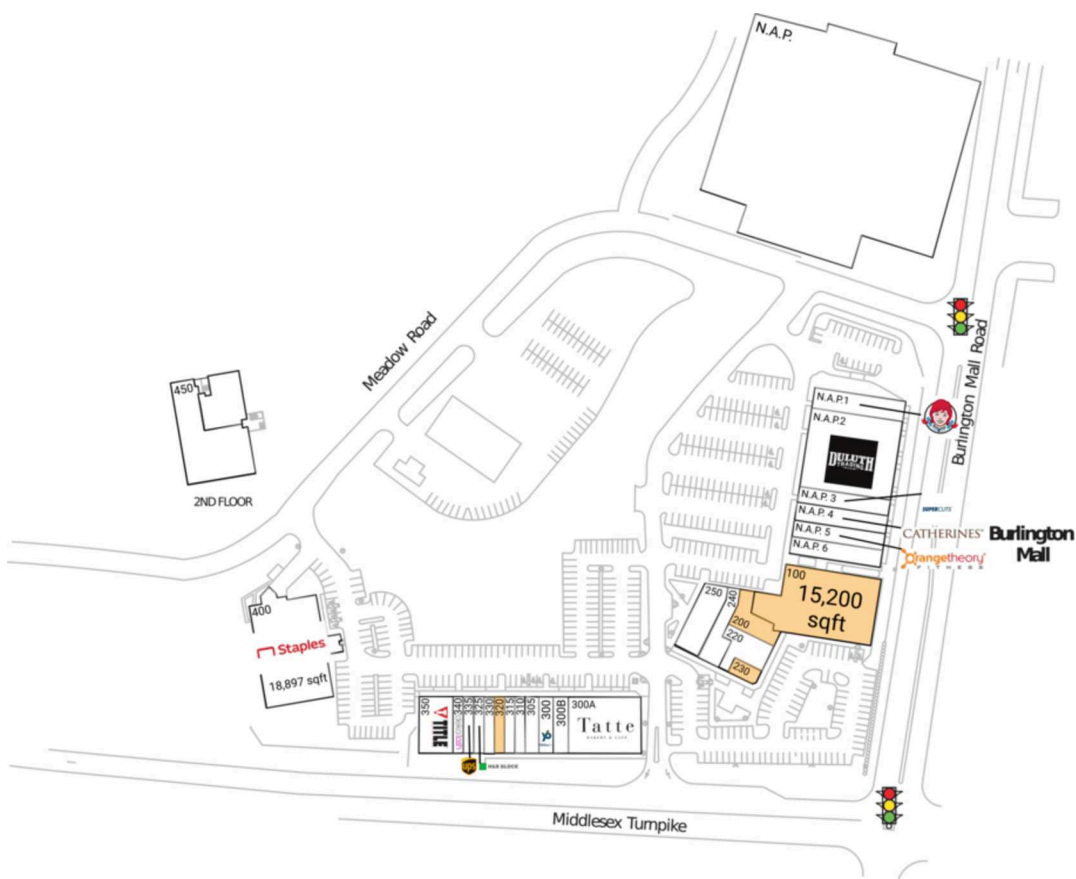 N.A.P.
Meadow Road
Burlington Mall Road
450
2ND FLOOR
N.A.P.1
N.A.P.2
DULUTH
TRADING
N.A.P. 3
SUPERCUTS
N.A.P. 4
CATHERINES
Burlington
Mall
N.A.P. 5
orangetheory
FITNESS
N.A.P. 6
100
15,200
sqft
250
240
200
220
230
400
Staples
18,897 sqft
350
TITLE
340
335
325
330
320
315
310
305
300
300B
300A
Tatte
BAKERY & CAFE
ups
H&R BLOCK
Middlesex Turnpike